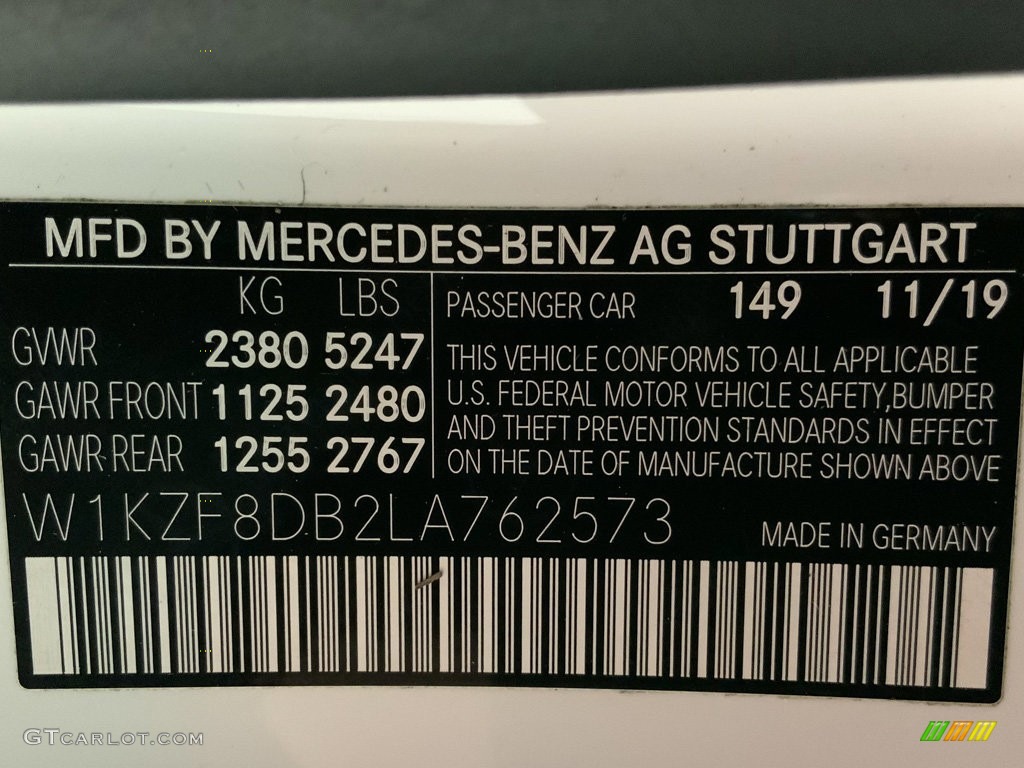 MFD BY MERCEDES-BENZ AG STUTTGART
KG LBS
GVWR 2380 5247
GAWR FRONT 1125 2480
GAWR REAR 1255 2767
PASSENGER CAR 149 11/19
THIS VEHICLE CONFORMS TO ALL APPLICABLE
U.S. FEDERAL MOTOR VEHICLE SAFETY,BUMPER
AND THEFT PREVENTION STANDARDS IN EFFECT
ON THE DATE OF MANUFACTURE SHOWN ABOVE
W1KZF8DB2LA762573
MADE IN GERMANY
GTCARLOT.COM